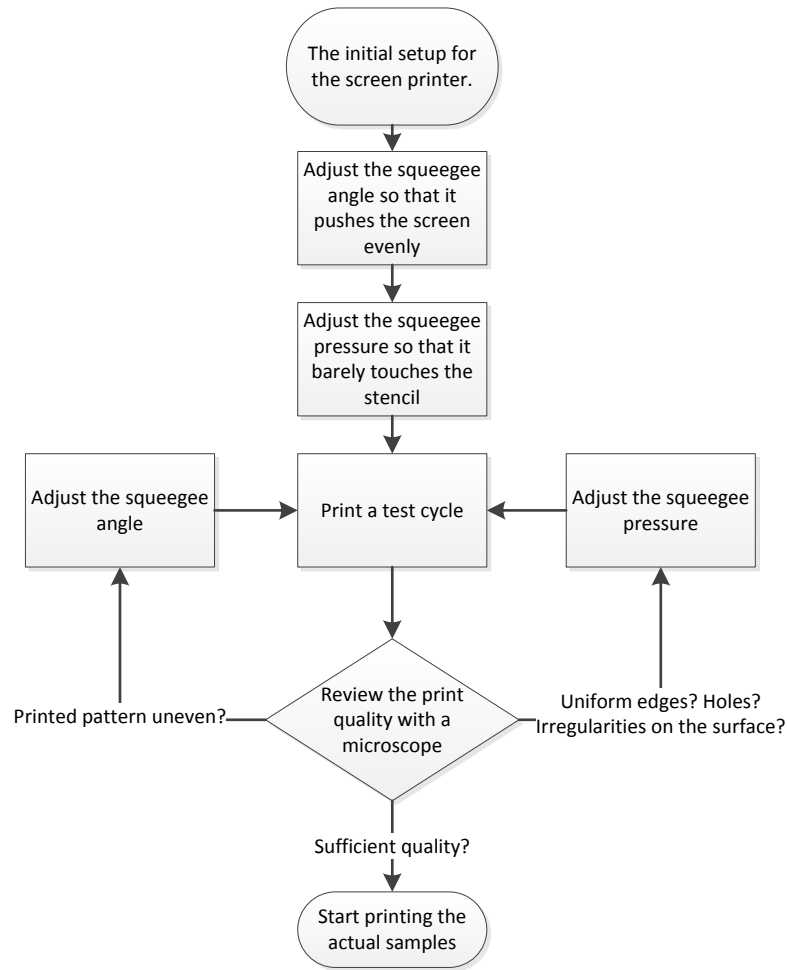 The initial setup for
the screen printer.
Adjust the squeegee
angle so that it
pushes the screen
evenly
Adjust the squeegee
pressure so that it
barely touches the
stencil
Adjust the squeegee
angle
Print a test cycle
Adjust the squeegee
pressure
Printed pattern uneven?
Review the print
quality with a
microscope
Uniform edges? Holes?
Irregularities on the surface?
Sufficient quality?
Start printing the
actual samples